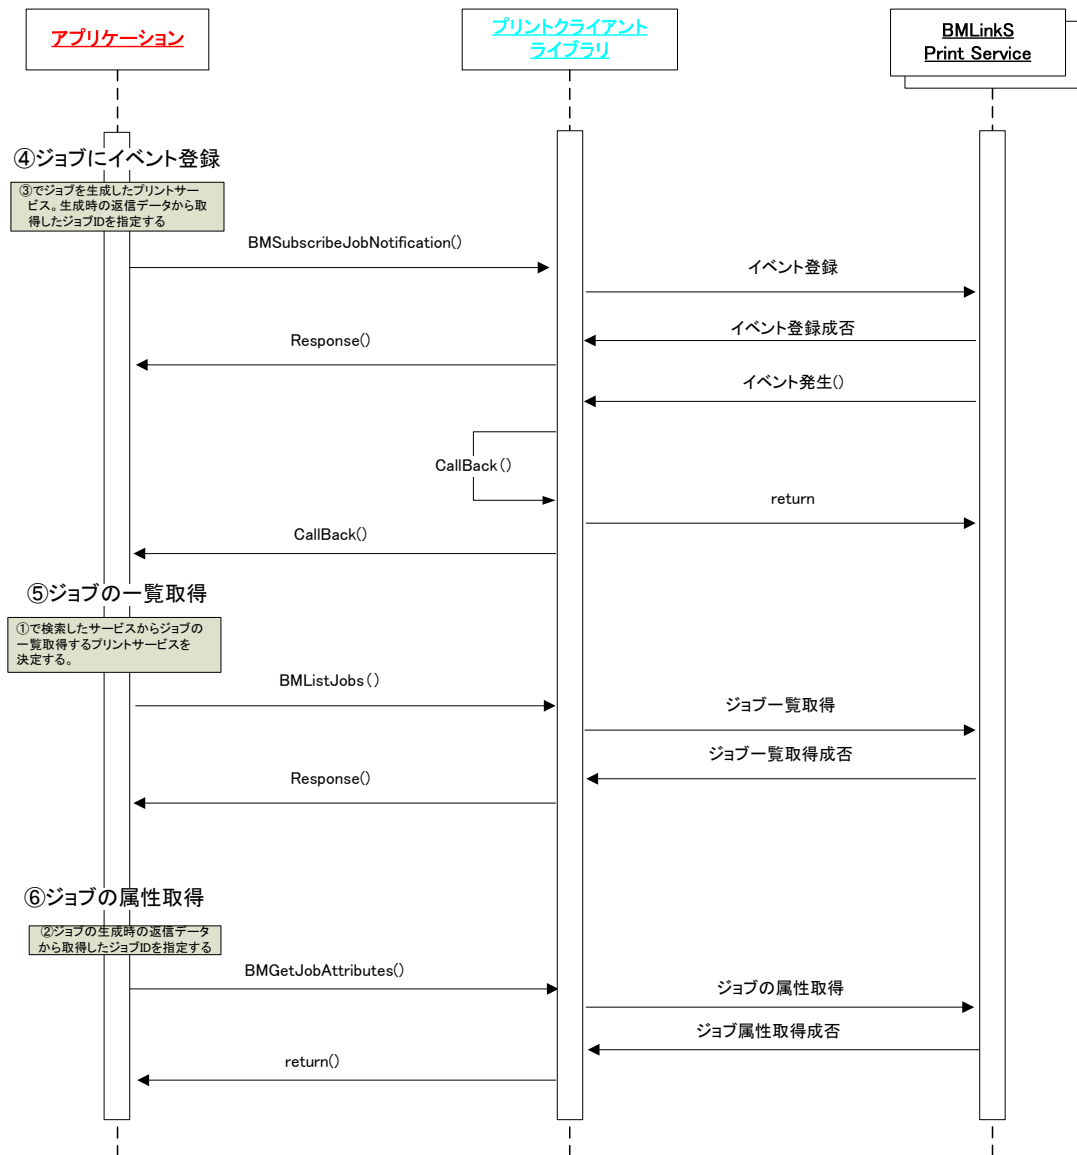 アプリケーション
プリントクライアント
ライブラリ
BMLinkS
Print Service
④ジョブにイベント登録
③でジョブを生成したプリントサー
ビス。生成時の返信データから取
得したジョブIDを指定する
BMSubscribeJobNotification()
イベント登録
イベント登録成否
Response()
イベント発生()
CallBack()
return
CallBack()
⑤ジョブの一覧取得
①で検索したサービスからジョブの
一覧取得するプリントサービスを
決定する。
BMListJobs()
ジョブ一覧取得
ジョブ一覧取得成否
Response()
⑥ジョブの属性取得
②ジョブの生成時の返信データ
から取得したジョブIDを指定する
BMGetJobAttributes()
ジョブの属性取得
ジョブ属性取得成否
return()